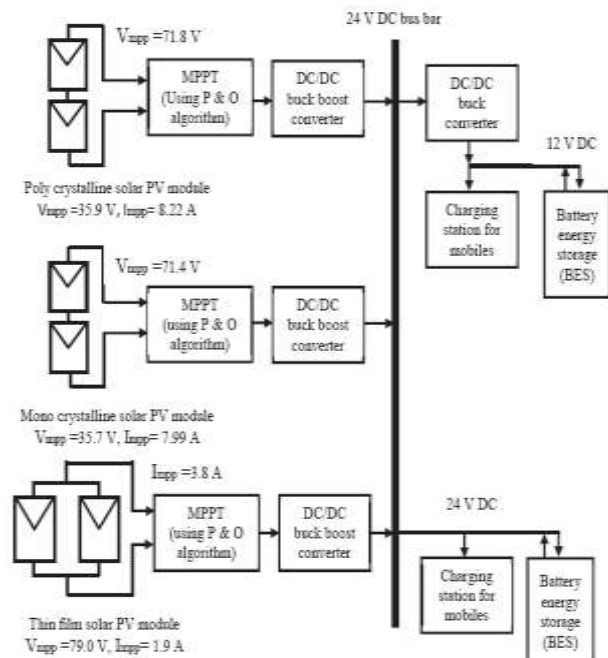 24 V DC bus bar
Vmpp =71.8 V
MPPT
(Using P & O
algorithm)
DC/DC
buck boost
converter
DC/DC
buck
converter
12 V DC
Poly crystalline solar PV module
Vmpp =35.9 V, Impp= 8.22 A
Charging
station for
mobiles
Battery
energy
storage
(BES)
Vmpp =71.4 V
MPPT
(using P & O
algorithm)
DC/DC
buck boost
converter
Mono crystalline solar PV module
Vmpp =35.7 V, Impp= 7.99 A
Impp =3.8 A
MPPT
(using P & O
algorithm)
DC/DC
buck boost
converter
24 V DC
Charging
station for
mobiles
Battery
energy
storage
(BES)
Thin film solar PV module
Vmpp =79.0 V, Impp= 1.9 A